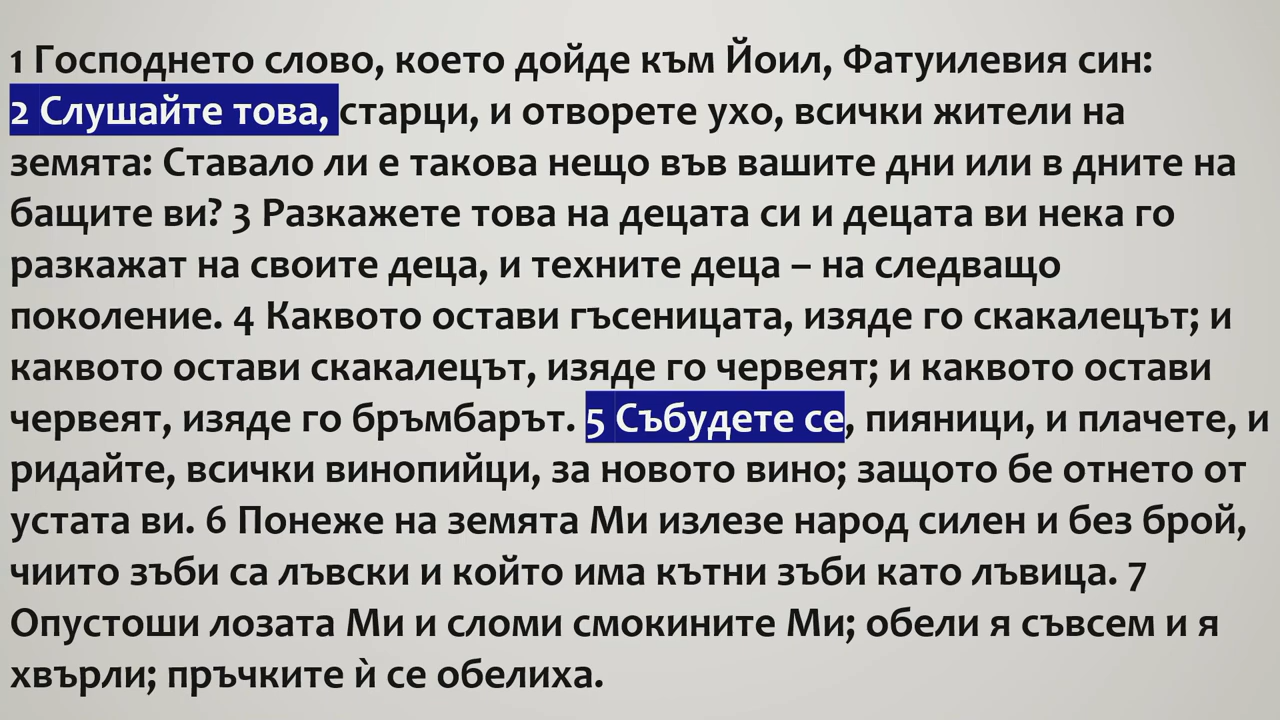 1 Господнето слово, което дойде към Йоил, Фатуилевия син:
2 Слушайте това, старци, и отворете ухо, всички жители на
земята: Ставало ли е такова нещо във вашите дни или в дните на
бащите ви? 3 Разкажете това на децата си и децата ви нека го
разкажат на своите деца, и техните деца – на следващо
поколение. 4 Каквото остави гъсеницата, изяде го скакалецът; и
каквото остави скакалецът, изяде го червеят; и каквото остави
червеят, изяде го бръмбарът. 5 Събудете се, пияници, и плачете, и
ридайте, всички винопийци, за новото вино; защото бе отнето от
устата ви. 6 Понеже на земята Ми излезе народ силен и без брой,
чиито зъби са лъвски и който има кътни зъби като лъвица. 7
Опустоши лозата Ми и сломи смокините Ми; обели я съвсем и я
хвърли; пръчките ѝ се обелиха.